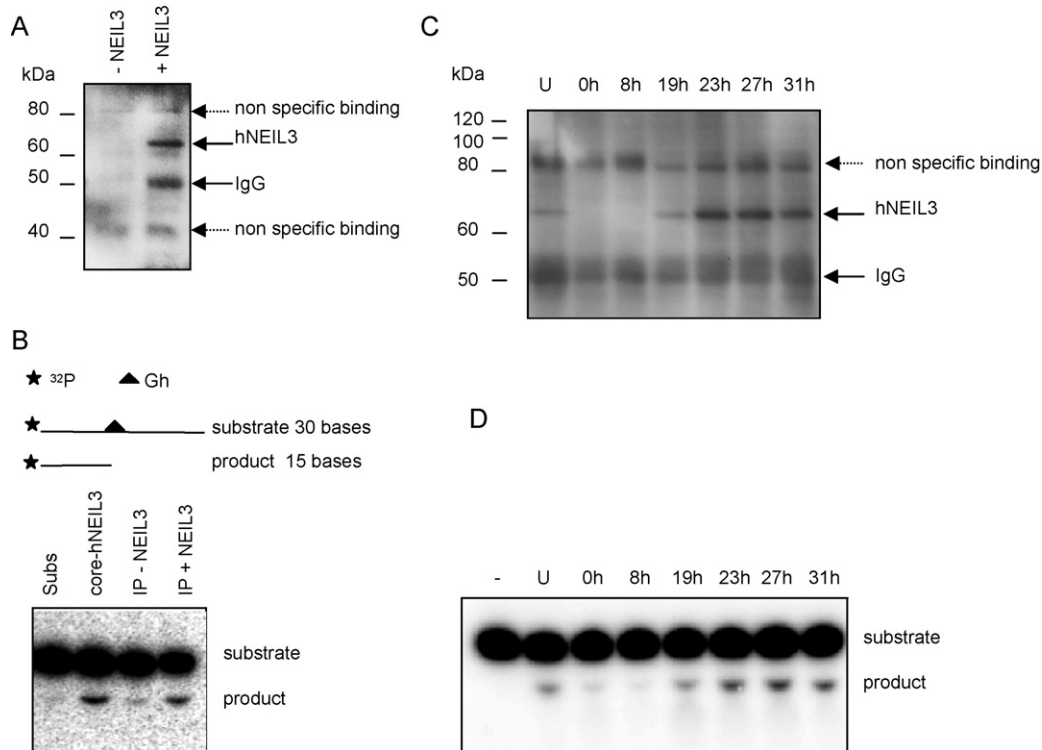 A
- NEIL3
+ NEIL3
kDa
80
60
50
40
non specific binding
hNEIL3
IgG
non specific binding
B
32P
Gh
substrate 30 bases
product 15 bases
Subs
core-hNEIL3
IP - NEIL3
IP + NEIL3
substrate
product
C
kDa
U 0h 8h 19h 23h 27h 31h
120
100
80
60
50
non specific binding
hNEIL3
IgG
D
- U 0h 8h 19h 23h 27h 31h
substrate
product